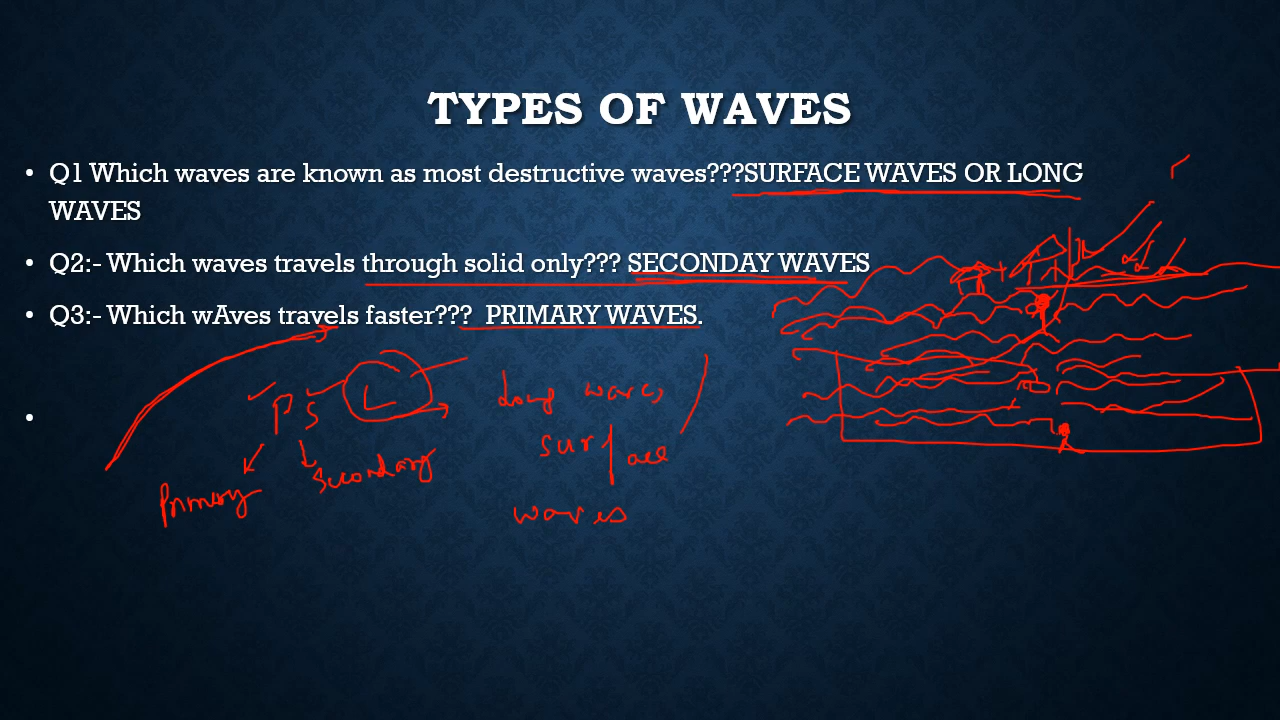 TYPES OF WAVES
• Q1 Which waves are known as most destructive waves???SURFACE WAVES OR LONG
WAVES
• Q2:- Which waves travels through solid only??? SECONDAY WAVES
• Q3:- Which wAves travels faster??? PRIMARY WAVES.
•
P S L
Long waves
surface
Primary
Secondary
waves